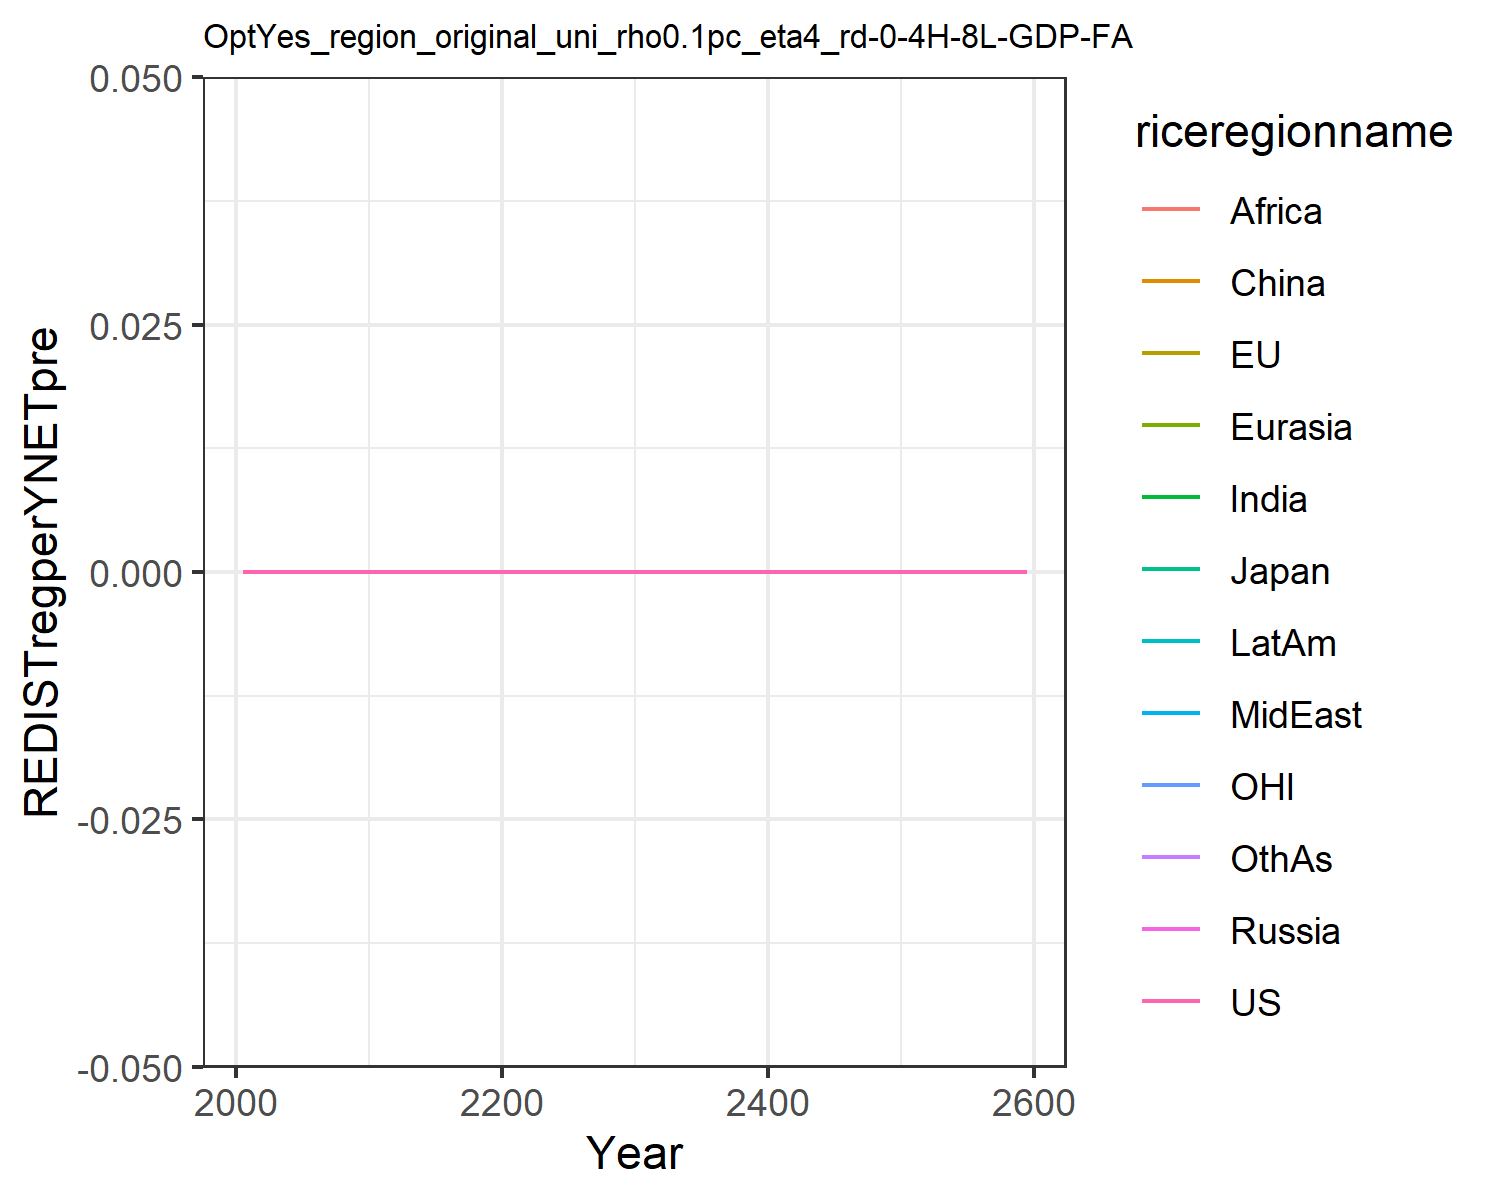 OptYes_region_original_uni_rho0.1pc_eta4_rd-0-4H-8L-GDP-FA
REDISTregperYNETpre
0.050
0.025
0.000
-0.025
-0.050
2000
2200
2400
2600
Year
riceregionname
Africa
China
EU
Eurasia
India
Japan
LatAm
MidEast
OHI
OthAs
Russia
US